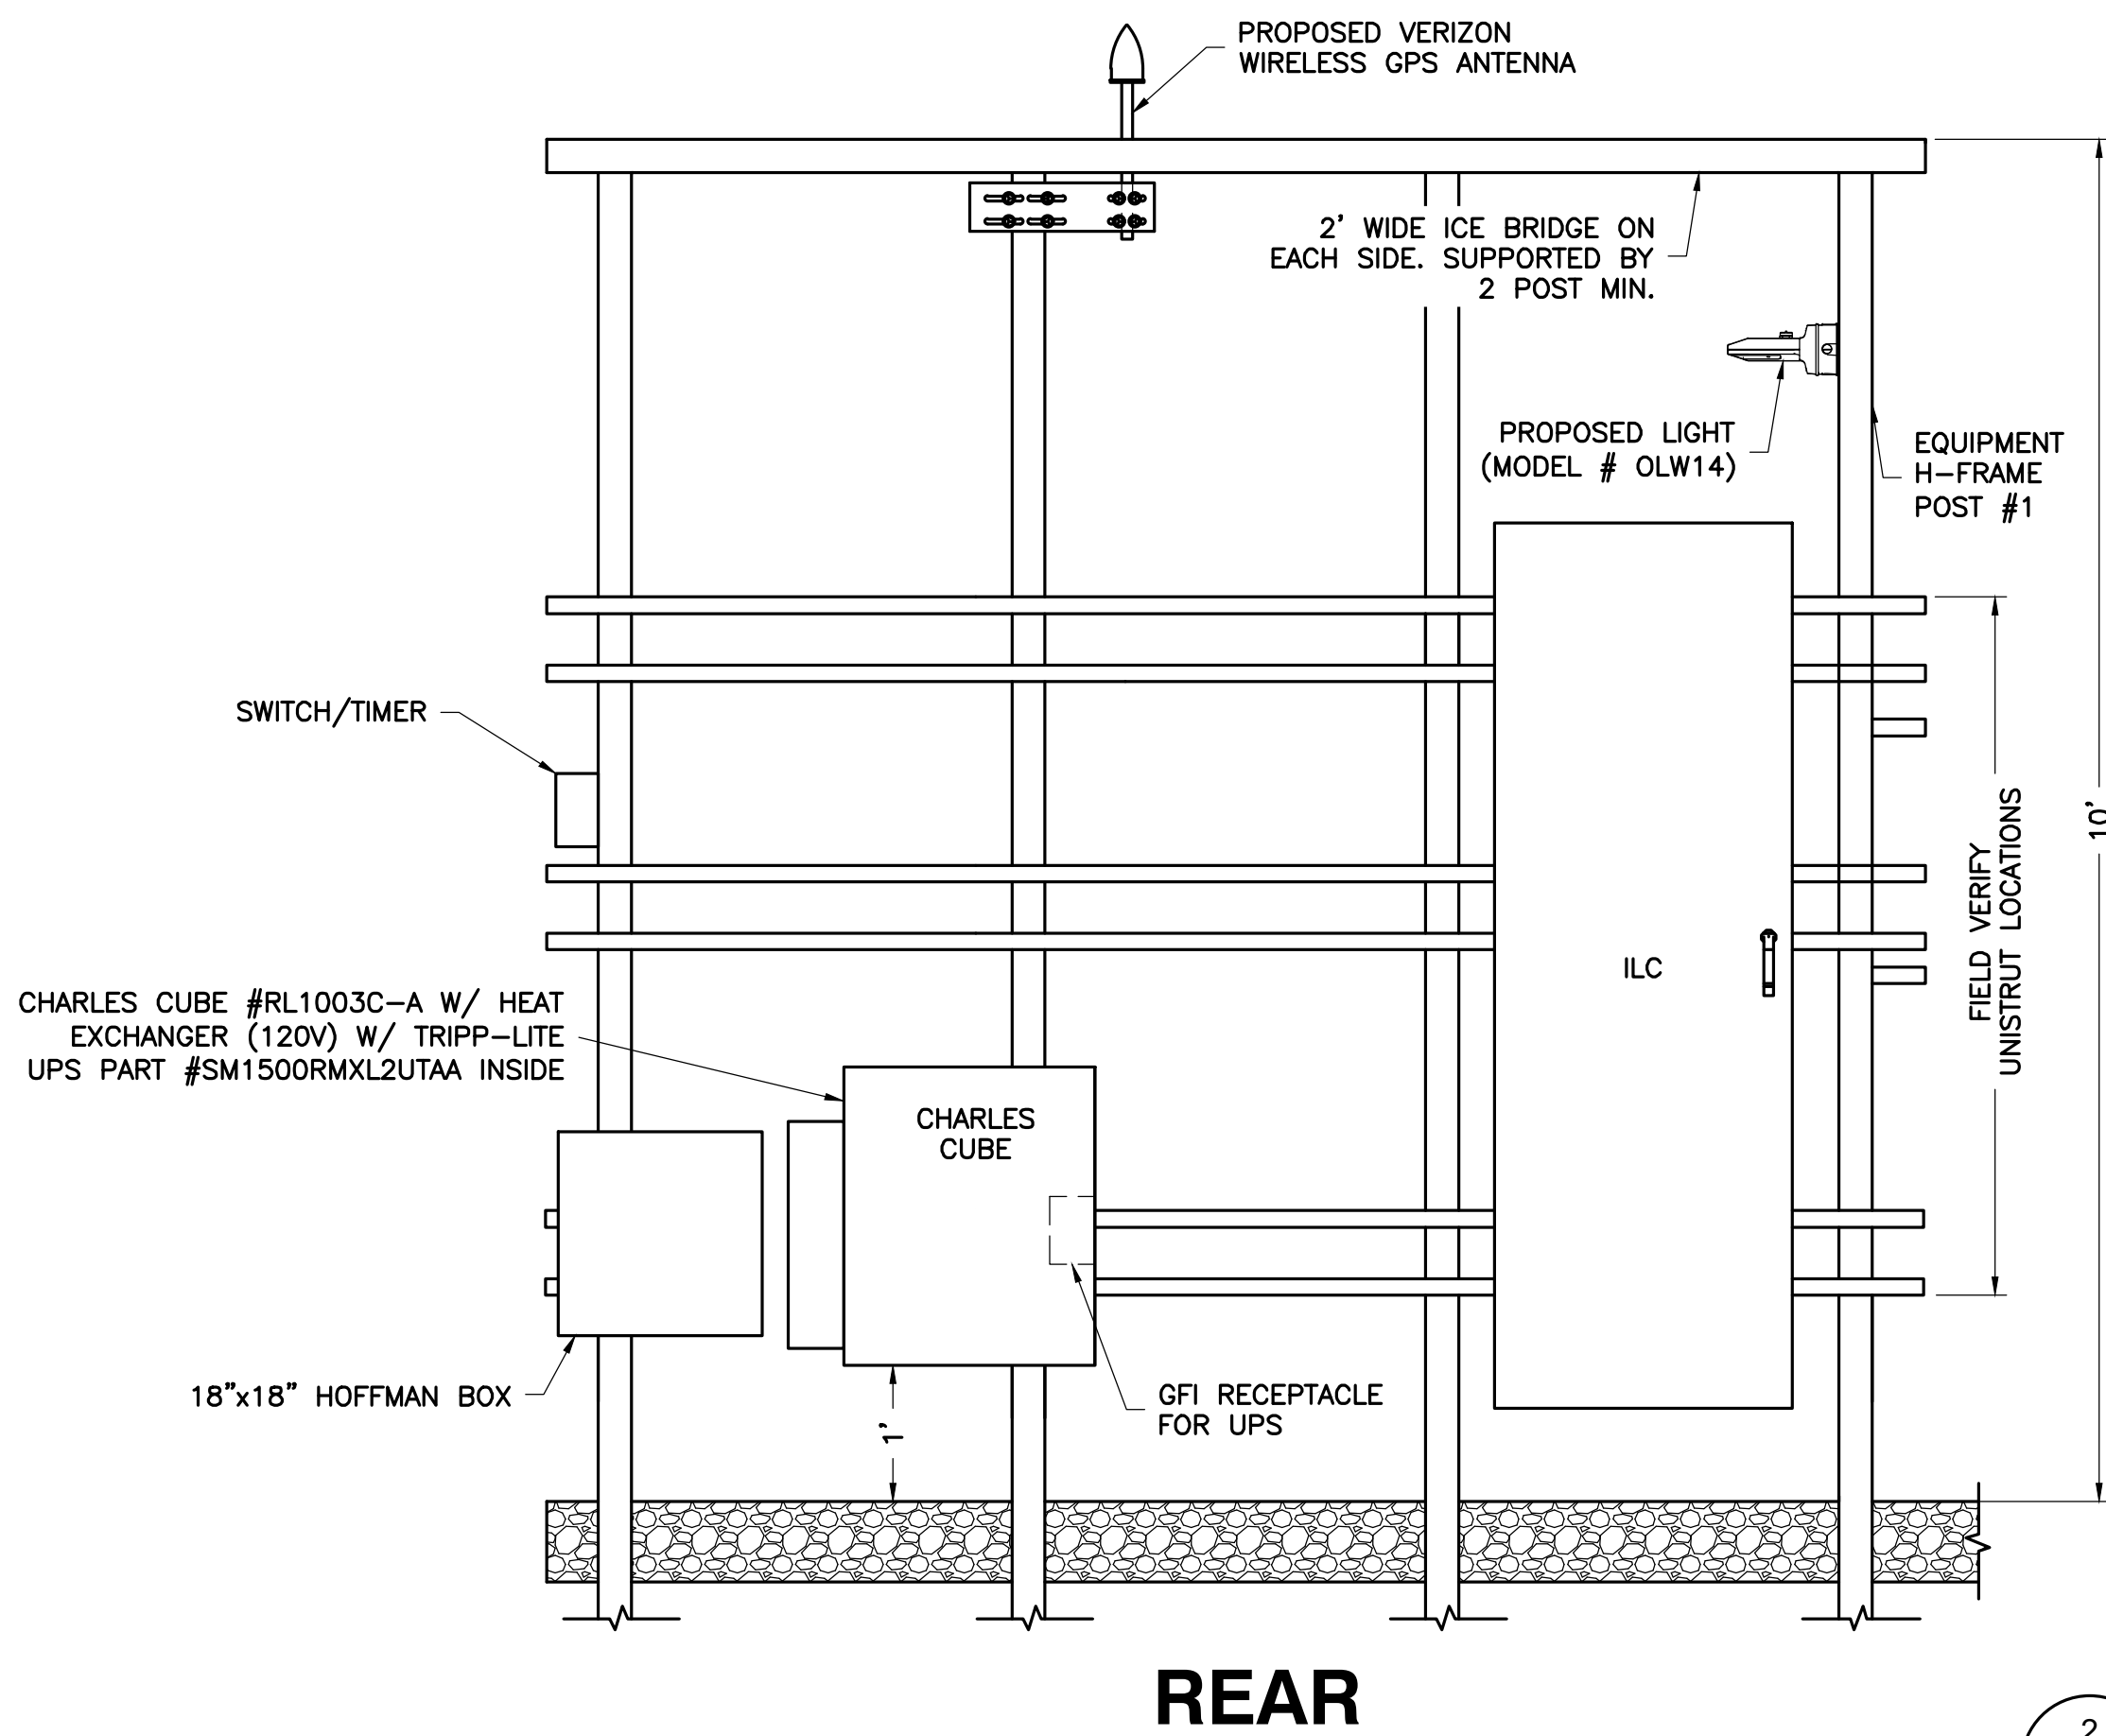 PROPOSED VERIZON
WIRELESS GPS ANTENNA
2' WIDE ICE BRIDGE ON
EACH SIDE. SUPPORTED BY
2 POST MIN.
PROPOSED LIGHT
(MODEL # OLW14)
EQUIPMENT
H-FRAME
POST #1
SWITCH/TIMER
10'
FIELD VERIFY
UNISTRUT LOCATIONS
ILC
CHARLES CUBE #RL1003C-A W/ HEAT
EXCHANGER (120V) W/ TRIPP-LITE
UPS PART #SM1500RMXL2UTAA INSIDE
CHARLES
CUBE
18"x18" HOFFMAN BOX
1'
GFI RECEPTACLE
FOR UPS
REAR
2